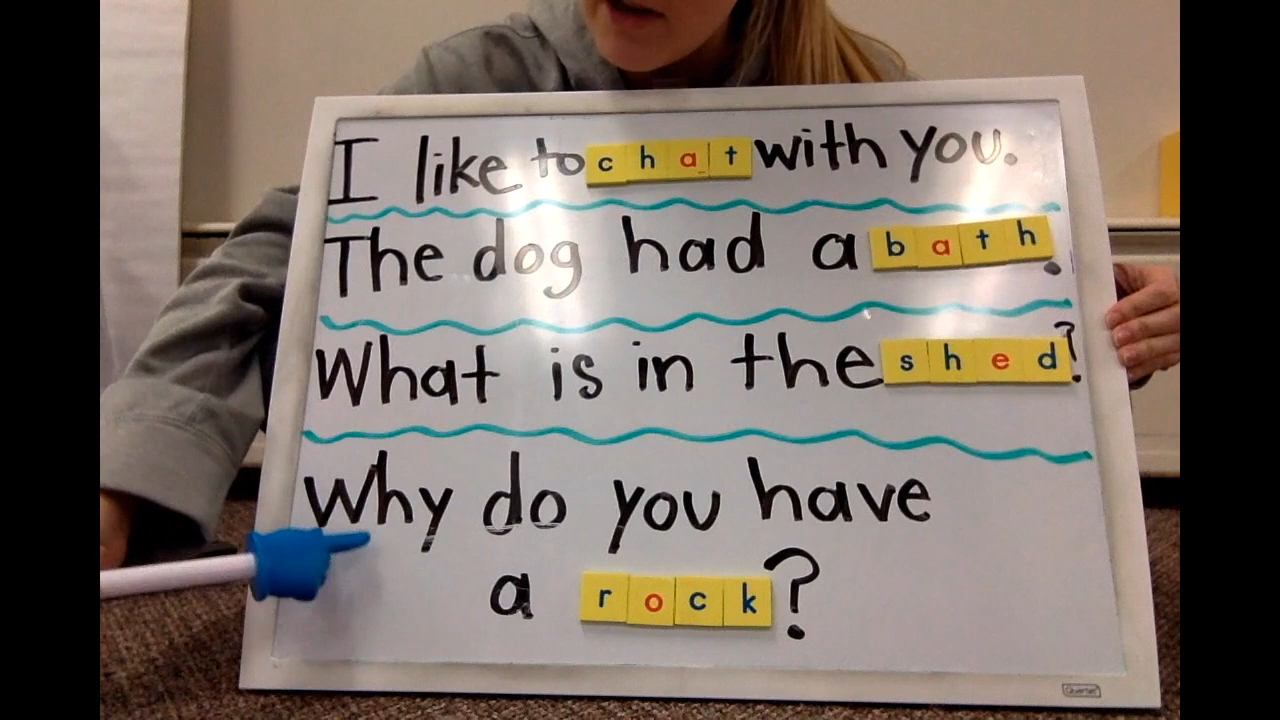 I like to chat with you.
The dog had a bath.
What is in the shed?
Why do you have
a rock?
Quartet